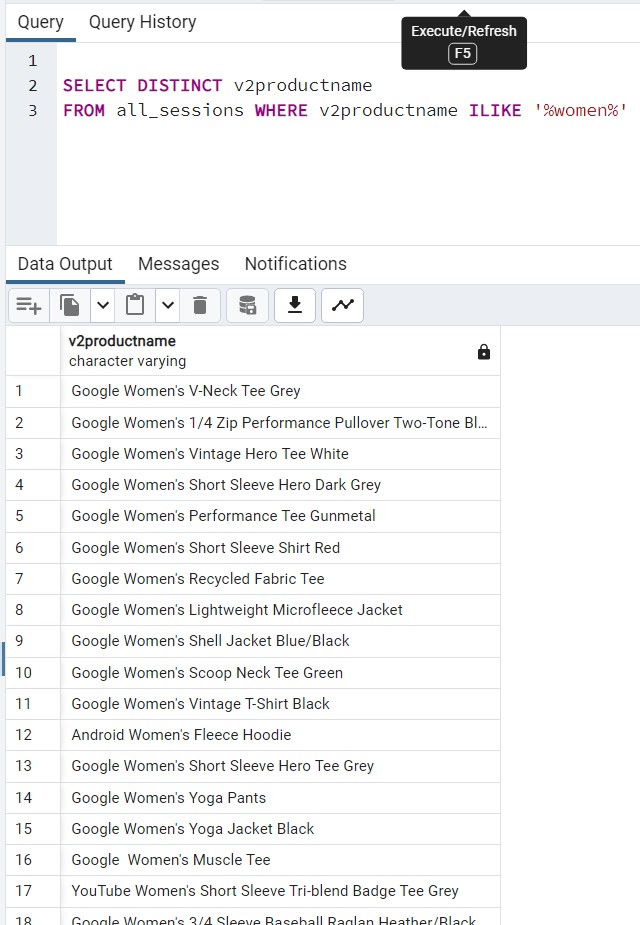 Query Query History
Execute/Refresh
F5
1
2 SELECT DISTINCT v2productname
3 FROM all_sessions WHERE v2productname ILIKE '%women%'
Data Output Messages Notifications
v2productname
character varying
1 Google Women's V-Neck Tee Grey
2 Google Women's 1/4 Zip Performance Pullover Two-Tone Bl...
3 Google Women's Vintage Hero Tee White
4 Google Women's Short Sleeve Hero Dark Grey
5 Google Women's Performance Tee Gunmetal
6 Google Women's Short Sleeve Shirt Red
7 Google Women's Recycled Fabric Tee
8 Google Women's Lightweight Microfleece Jacket
9 Google Women's Shell Jacket Blue/Black
10 Google Women's Scoop Neck Tee Green
11 Google Women's Vintage T-Shirt Black
12 Android Women's Fleece Hoodie
13 Google Women's Short Sleeve Hero Tee Grey
14 Google Women's Yoga Pants
15 Google Women's Yoga Jacket Black
16 Google  Women's Muscle Tee
17 YouTube Women's Short Sleeve Tri-blend Badge Tee Grey
18 Google Women's 3/4 Sleeve Baseball Raglan Heather/Black